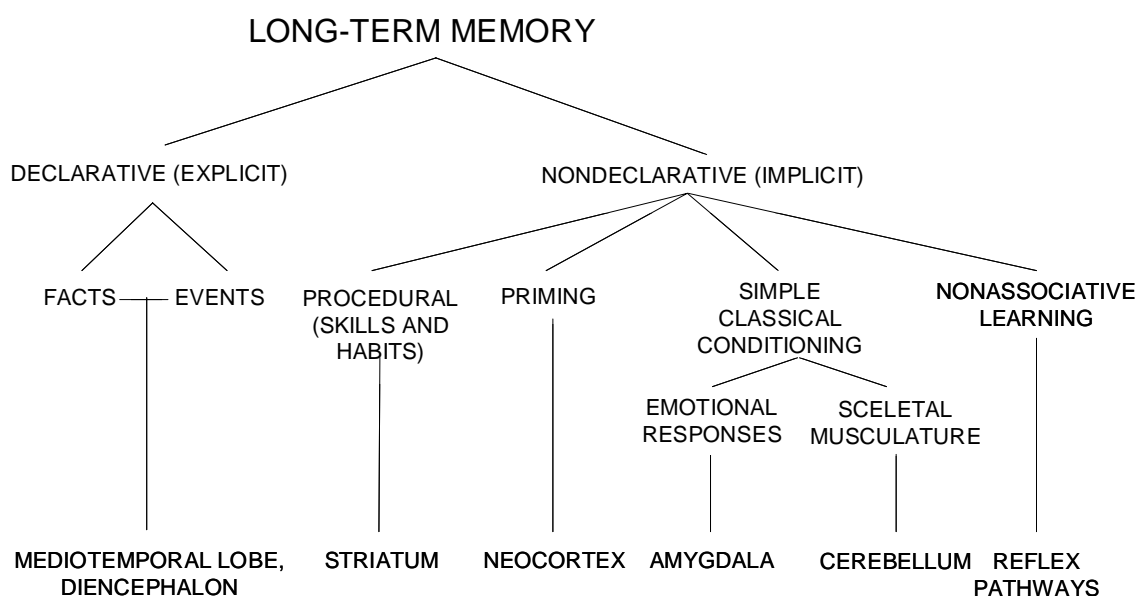 LONG-TERM MEMORY
DECLARATIVE (EXPLICIT)
NONDECLARATIVE (IMPLICIT)
FACTS
EVENTS
PROCEDURAL
(SKILLS AND
HABITS)
PRIMING
SIMPLE
CLASSICAL
CONDITIONING
NONASSOCIATIVE
LEARNING
EMOTIONAL
RESPONSES
SCELETAL
MUSCULATURE
MEDIOTEMPORAL LOBE,
DIENCEPHALON
STRIATUM
NEOCORTEX
AMYGDALA
CEREBELLUM
REFLEX
PATHWAYS